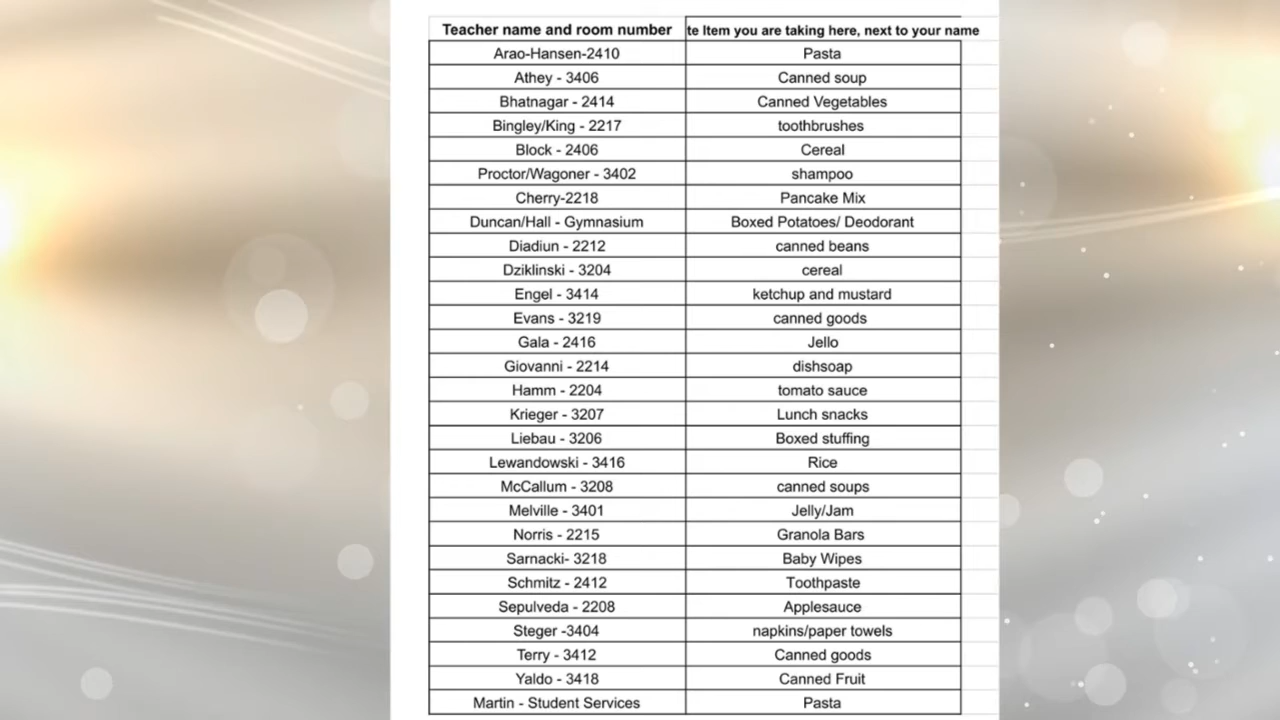 Teacher name and room number te Item you are taking here, next to your name
Arao-Hansen-2410 Pasta
Athey - 3406 Canned soup
Bhatnagar - 2414 Canned Vegetables
Bingley/King - 2217 toothbrushes
Block - 2406 Cereal
Proctor/Wagoner - 3402 shampoo
Cherry-2218 Pancake Mix
Duncan/Hall - Gymnasium Boxed Potatoes/ Deodorant
Diadiun - 2212 canned beans
Dziklinski - 3204 cereal
Engel - 3414 ketchup and mustard
Evans - 3219 canned goods
Gala - 2416 Jello
Giovanni - 2214 dishsoap
Hamm - 2204 tomato sauce
Krieger - 3207 Lunch snacks
Liebau - 3206 Boxed stuffing
Lewandowski - 3416 Rice
McCallum - 3208 canned soups
Melville - 3401 Jelly/Jam
Norris - 2215 Granola Bars
Sarnacki- 3218 Baby Wipes
Schmitz - 2412 Toothpaste
Sepulveda - 2208 Applesauce
Steger -3404 napkins/paper towels
Terry - 3412 Canned goods
Yaldo - 3418 Canned Fruit
Martin - Student Services Pasta